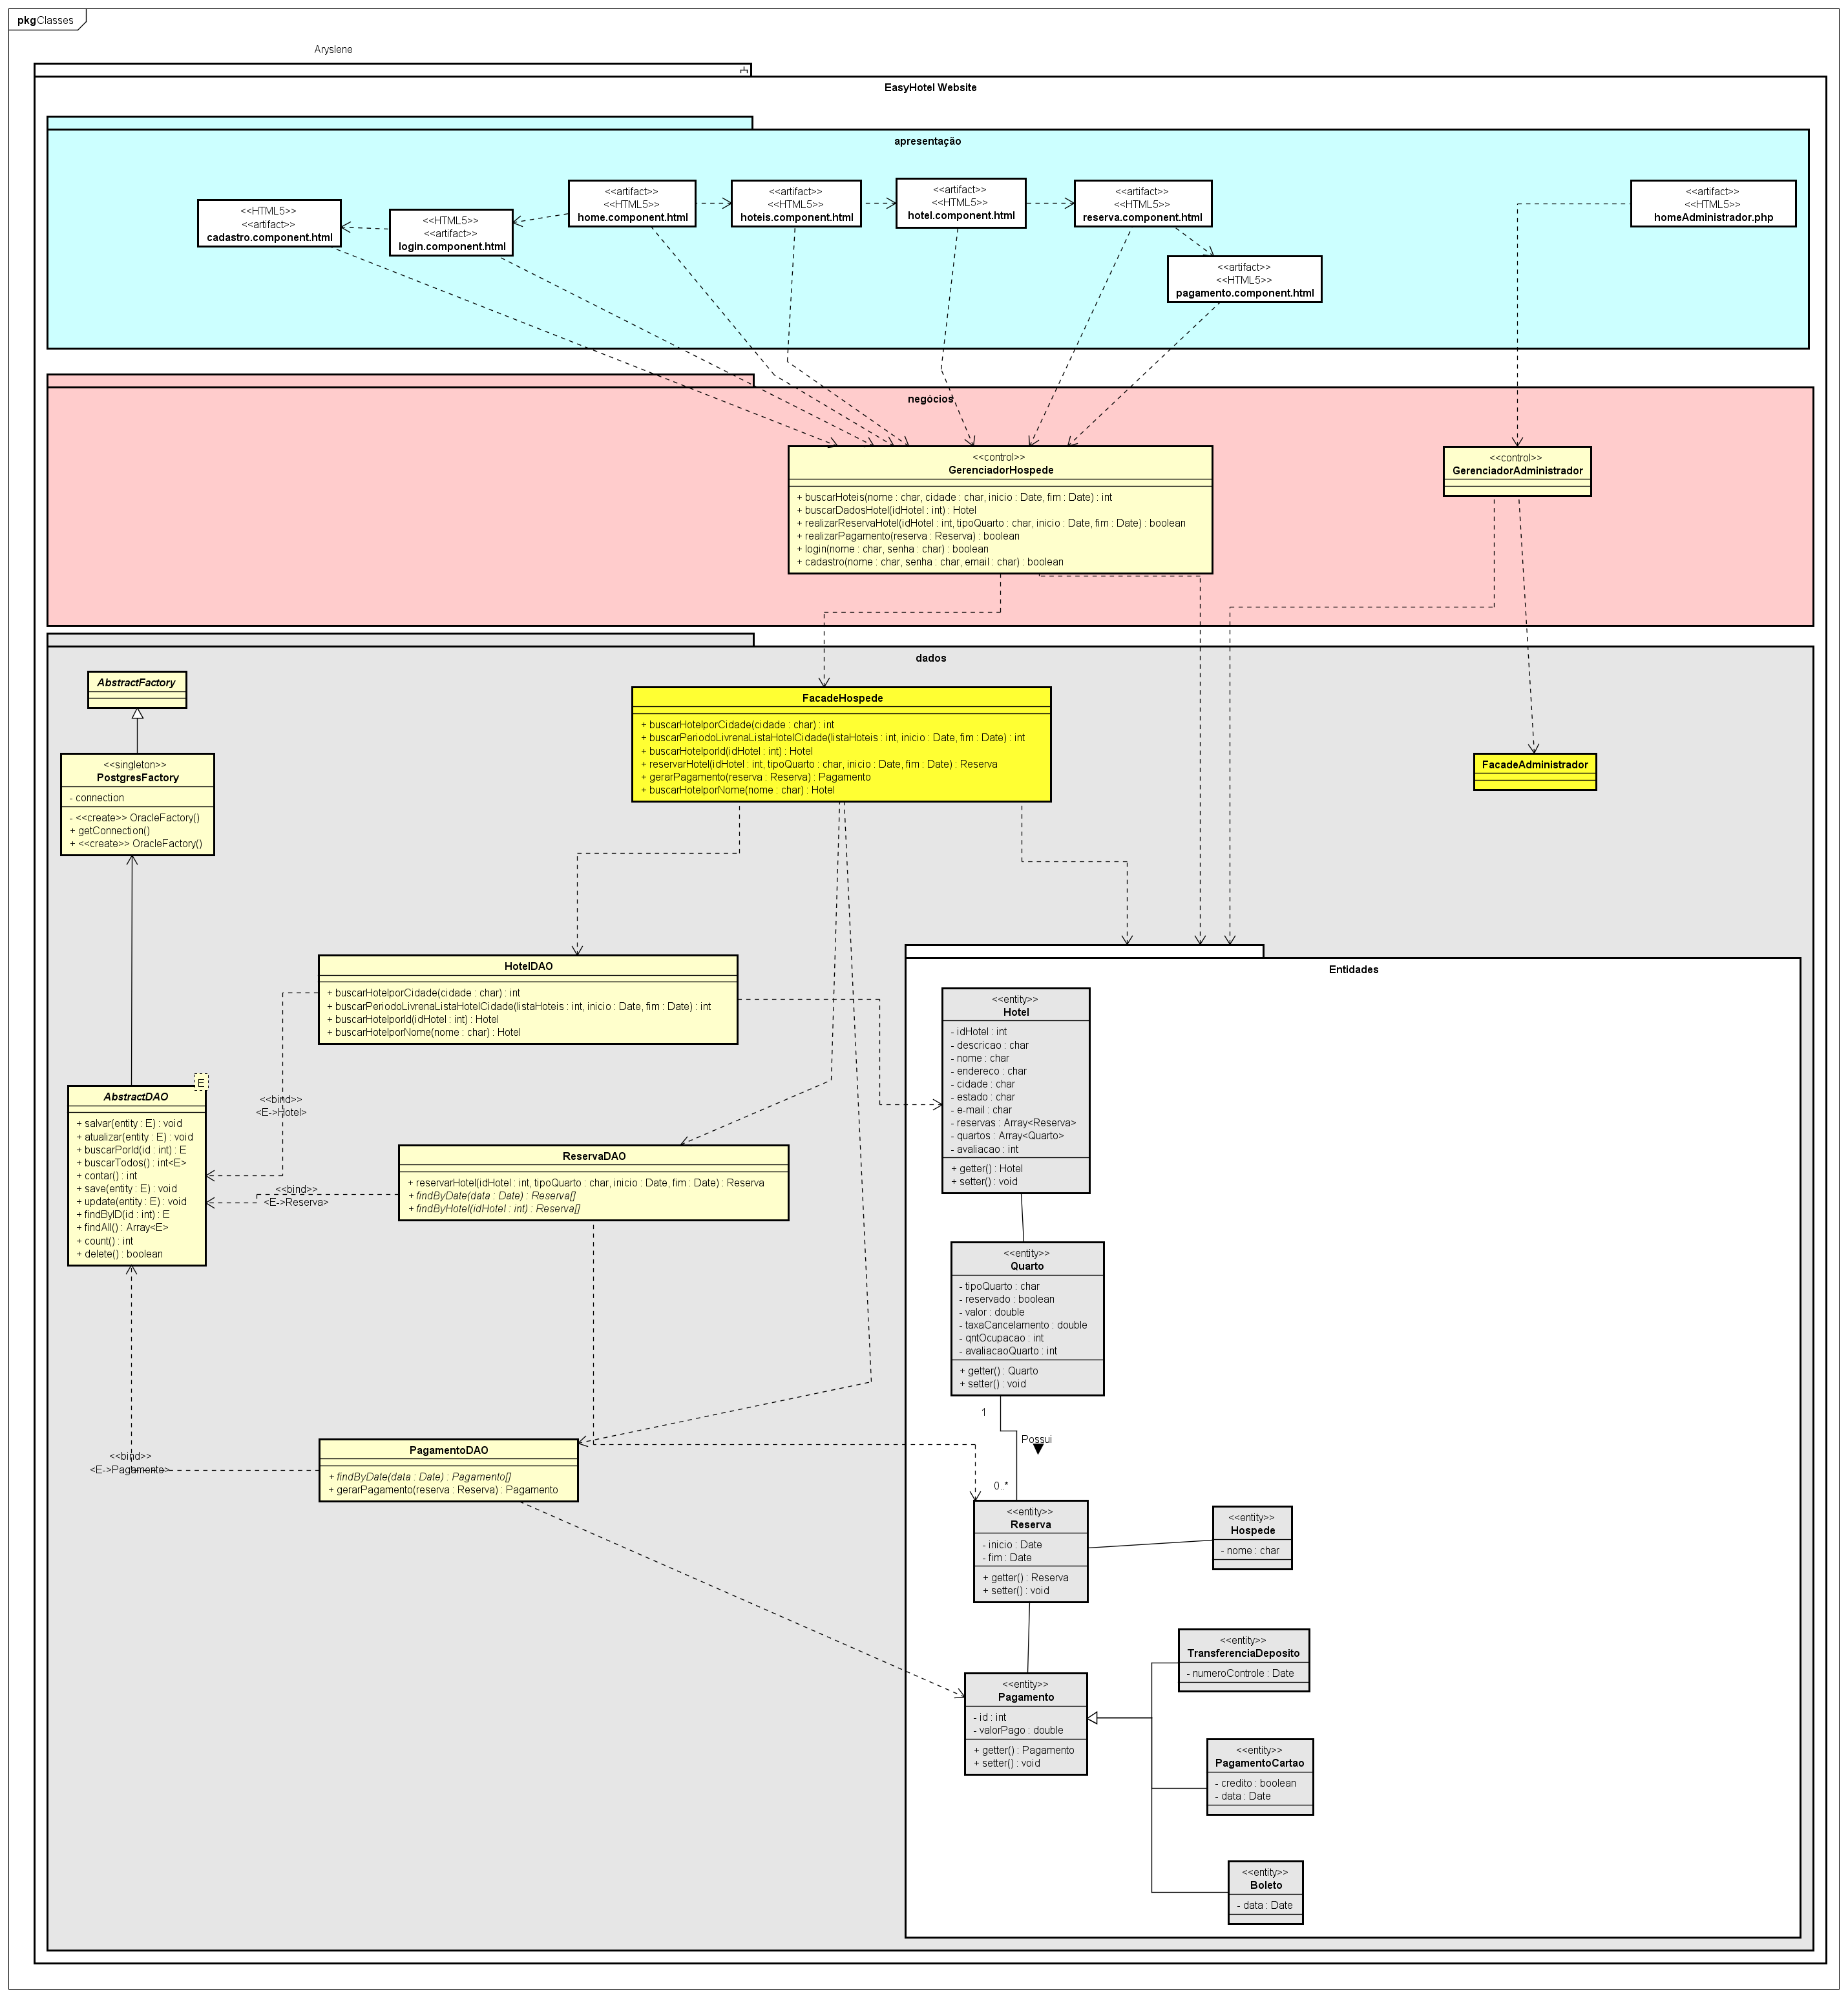 pkgClasses
Aryslene
EasyHotel Website
apresentação
<<HTML5>>
<<artifact>>
cadastro.component.html
<<HTML5>>
<<artifact>>
login.component.html
<<artifact>>
<<HTML5>>
home.component.html
<<artifact>>
<<HTML5>>
hoteis.component.html
<<artifact>>
<<HTML5>>
hotel.component.html
<<artifact>>
<<HTML5>>
reserva.component.html
<<artifact>>
<<HTML5>>
pagamento.component.html
<<artifact>>
<<HTML5>>
homeAdministrador.php
negócios
<<control>>
GerenciadorHospede
+ buscarHoteis(nome : char, cidade : char, inicio : Date, fim : Date) : int
+ buscarDadosHotel(idHotel : int) : Hotel
+ realizarReservaHotel(idHotel : int, tipoQuarto : char, inicio : Date, fim : Date) : boolean
+ realizarPagamento(reserva : Reserva) : boolean
+ login(nome : char, senha : char) : boolean
+ cadastro(nome : char, senha : char, email : char) : boolean
<<control>>
GerenciadorAdministrador
dados
AbstractFactory
<<singleton>>
PostgresFactory
- connection
- <<create>> OracleFactory()
+ getConnection()
+ <<create>> OracleFactory()
FacadeHospede
+ buscarHotelporCidade(cidade : char) : int
+ buscarPeriodoLivrenaListaHotelCidade(listaHoteis : int, inicio : Date, fim : Date) : int
+ buscarHotelporId(idHotel : int) : Hotel
+ reservarHotel(idHotel : int, tipoQuarto : char, inicio : Date, fim : Date) : Reserva
+ gerarPagamento(reserva : Reserva) : Pagamento
+ buscarHotelporNome(nome : char) : Hotel
FacadeAdministrador
HotelDAO
+ buscarHotelporCidade(cidade : char) : int
+ buscarPeriodoLivrenaListaHotelCidade(listaHoteis : int, inicio : Date, fim : Date) : int
+ buscarHotelporId(idHotel : int) : Hotel
+ buscarHotelporNome(nome : char) : Hotel
E
AbstractDAO
+ salvar(entity : E) : void
+ atualizar(entity : E) : void
+ buscarPorId(id : int) : E
+ buscarTodos() : int<E>
+ contar() : int
+ save(entity : E) : void
+ update(entity : E) : void
+ findByID(id : int) : E
+ findAll() : Array<E>
+ count() : int
+ delete() : boolean
<<bind>>
<E->Hotel>
<<bind>>
<E->Reserva>
ReservaDAO
+ reservarHotel(idHotel : int, tipoQuarto : char, inicio : Date, fim : Date) : Reserva
+ findByDate(data : Date) : Reserva[]
+ findByHotel(idHotel : int) : Reserva[]
<<bind>>
<E->Pagamento>
PagamentoDAO
+ findByDate(data : Date) : Pagamento[]
+ gerarPagamento(reserva : Reserva) : Pagamento
Entidades
<<entity>>
Hotel
- idHotel : int
- descricao : char
- nome : char
- endereco : char
- cidade : char
- estado : char
- e-mail : char
- reservas : Array<Reserva>
- quartos : Array<Quarto>
- avaliacao : int
+ getter() : Hotel
+ setter() : void
<<entity>>
Quarto
- tipoQuarto : char
- reservado : boolean
- valor : double
- taxaCancelamento : double
- qntOcupacao : int
- avaliacaoQuarto : int
+ getter() : Quarto
+ setter() : void
1
Possui
0..*
<<entity>>
Reserva
- inicio : Date
- fim : Date
+ getter() : Reserva
+ setter() : void
<<entity>>
Hospede
- nome : char
<<entity>>
Pagamento
- id : int
- valorPago : double
+ getter() : Pagamento
+ setter() : void
<<entity>>
TransferenciaDeposito
- numeroControle : Date
<<entity>>
PagamentoCartao
- credito : boolean
- data : Date
<<entity>>
Boleto
- data : Date